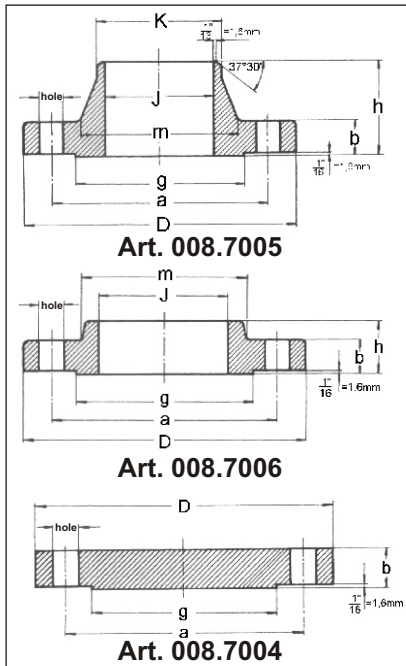 K
1"/16 =1,6mm
37°30'
hole
J
h
m
b
1"/16 =1,6mm
g
a
D
Art. 008.7005
m
hole
J
h
b
g
1"/16 =1.6mm
a
D
Art. 008.7006
D
hole
b
g
1"/16 =1,6mm
a
Art. 008.7004